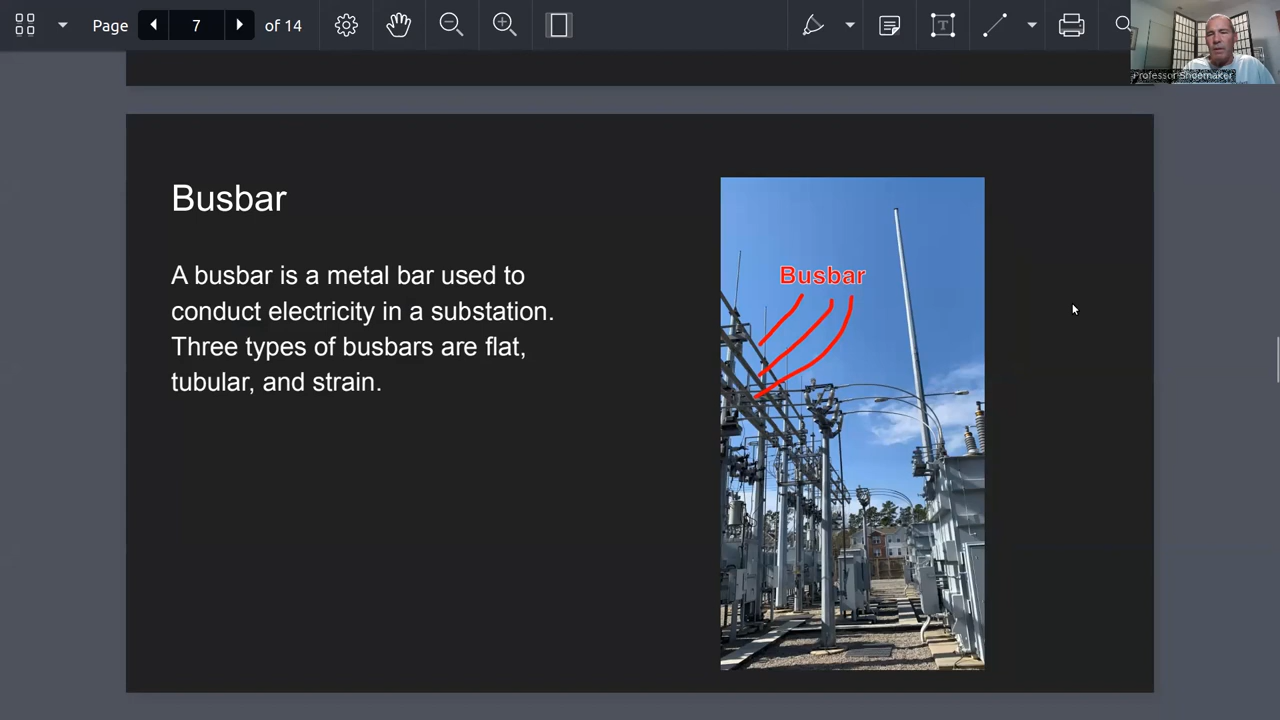 Page 7 of 14
Professor Shoemaker
Busbar
A busbar is a metal bar used to
conduct electricity in a substation.
Three types of busbars are flat,
tubular, and strain.
Busbar